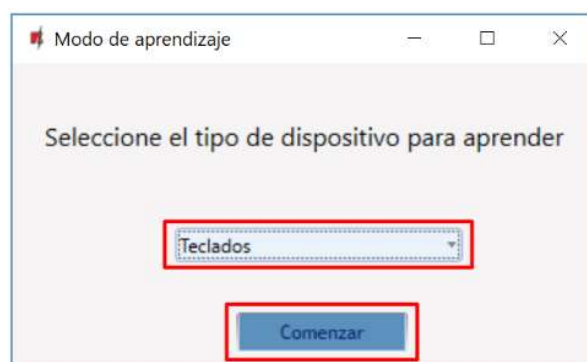 Modo de aprendizaje
Seleccione el tipo de dispositivo para aprender
Teclados
Comenzar